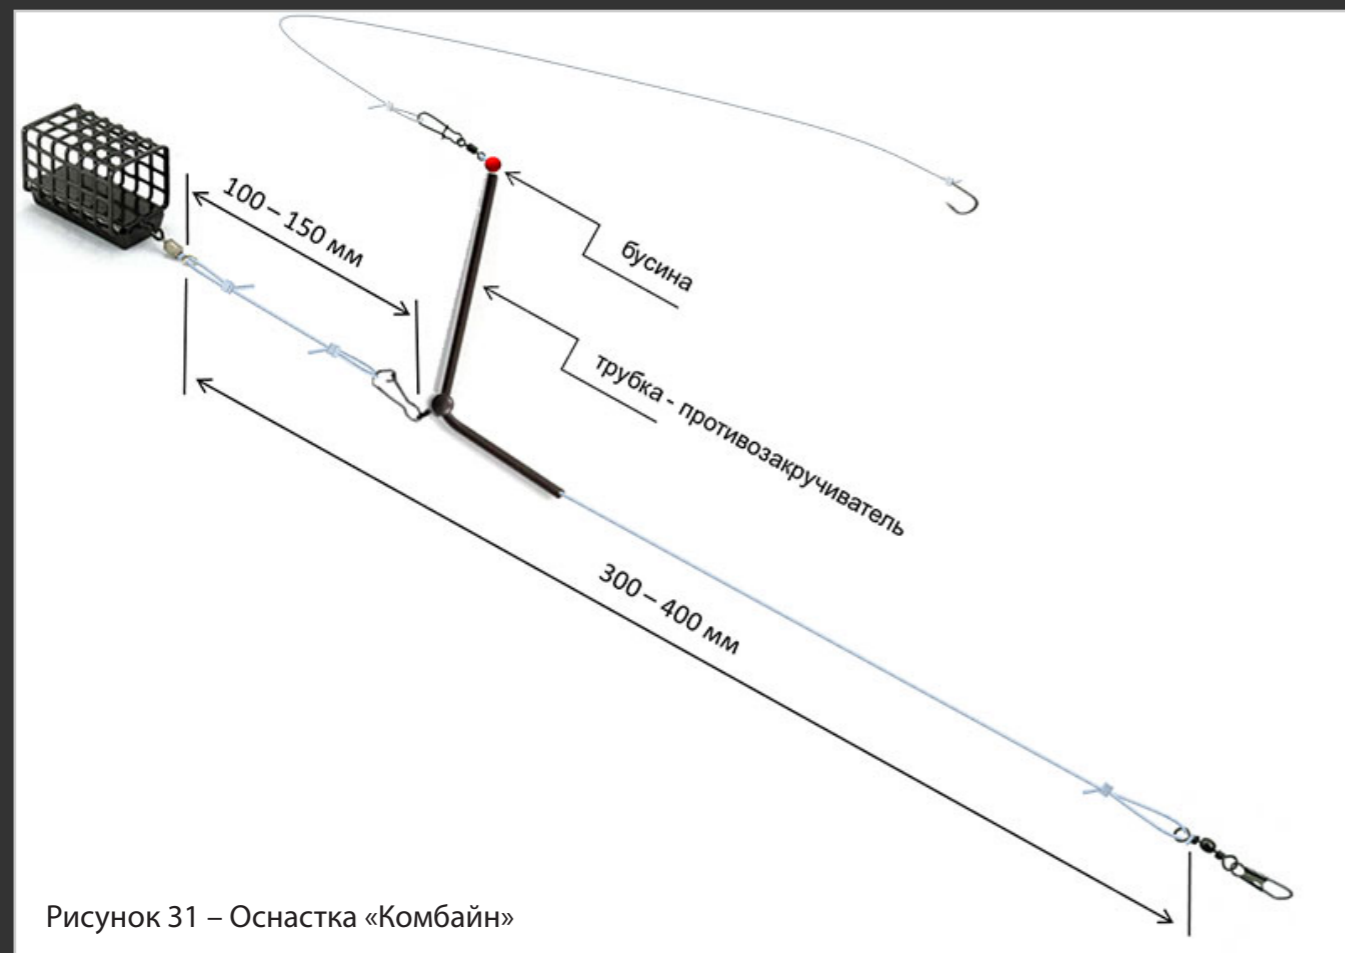 100 – 150 мм
бусина
трубка - противозакручиватель
300 – 400 мм
Рисунок 31 – Оснастка «Комбайн»